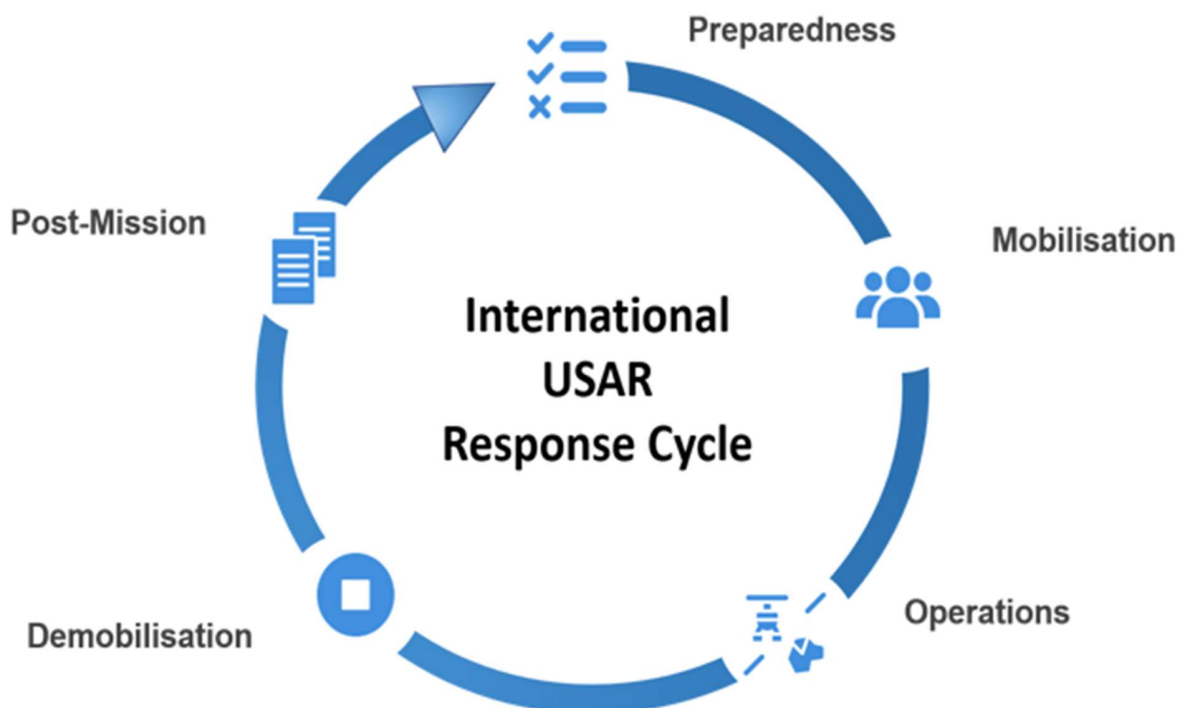 Preparedness
Mobilisation
Operations
Demobilisation
Post-Mission
International
USAR
Response Cycle